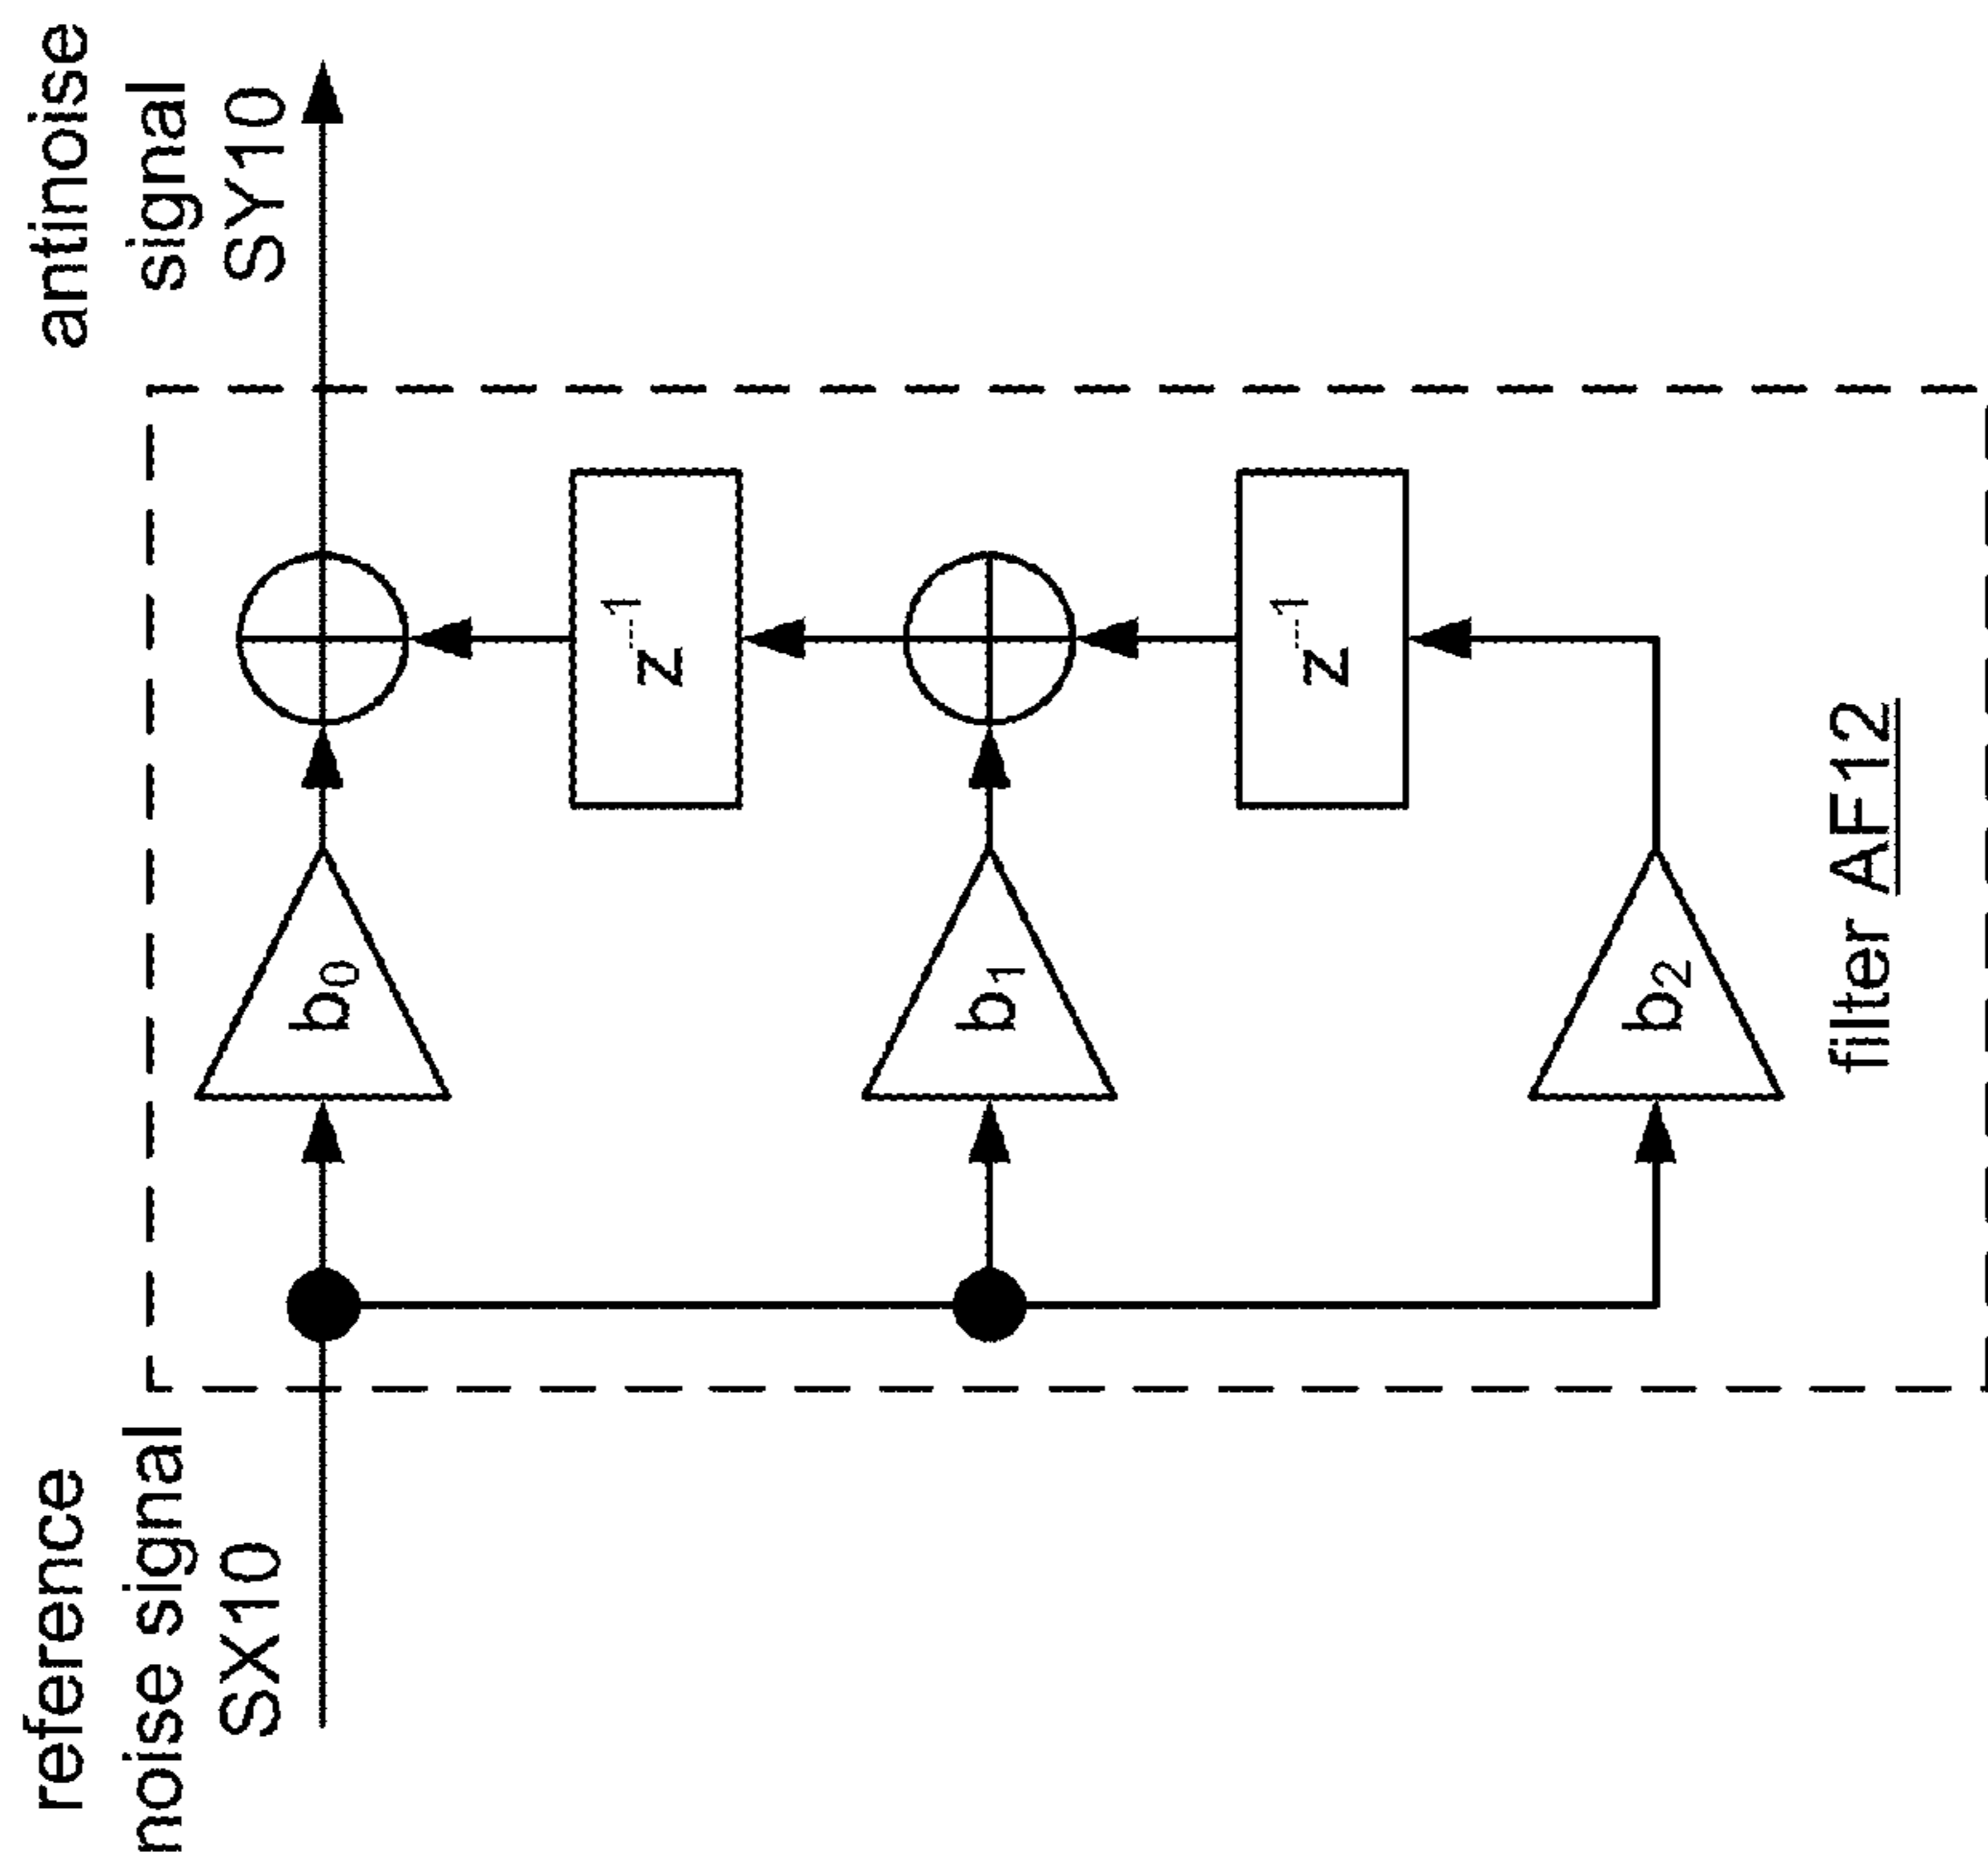 reference
noise signal
SX10
antinoise
signal
SY10
b0
b1
b2
z-1
z-1
filter AF12